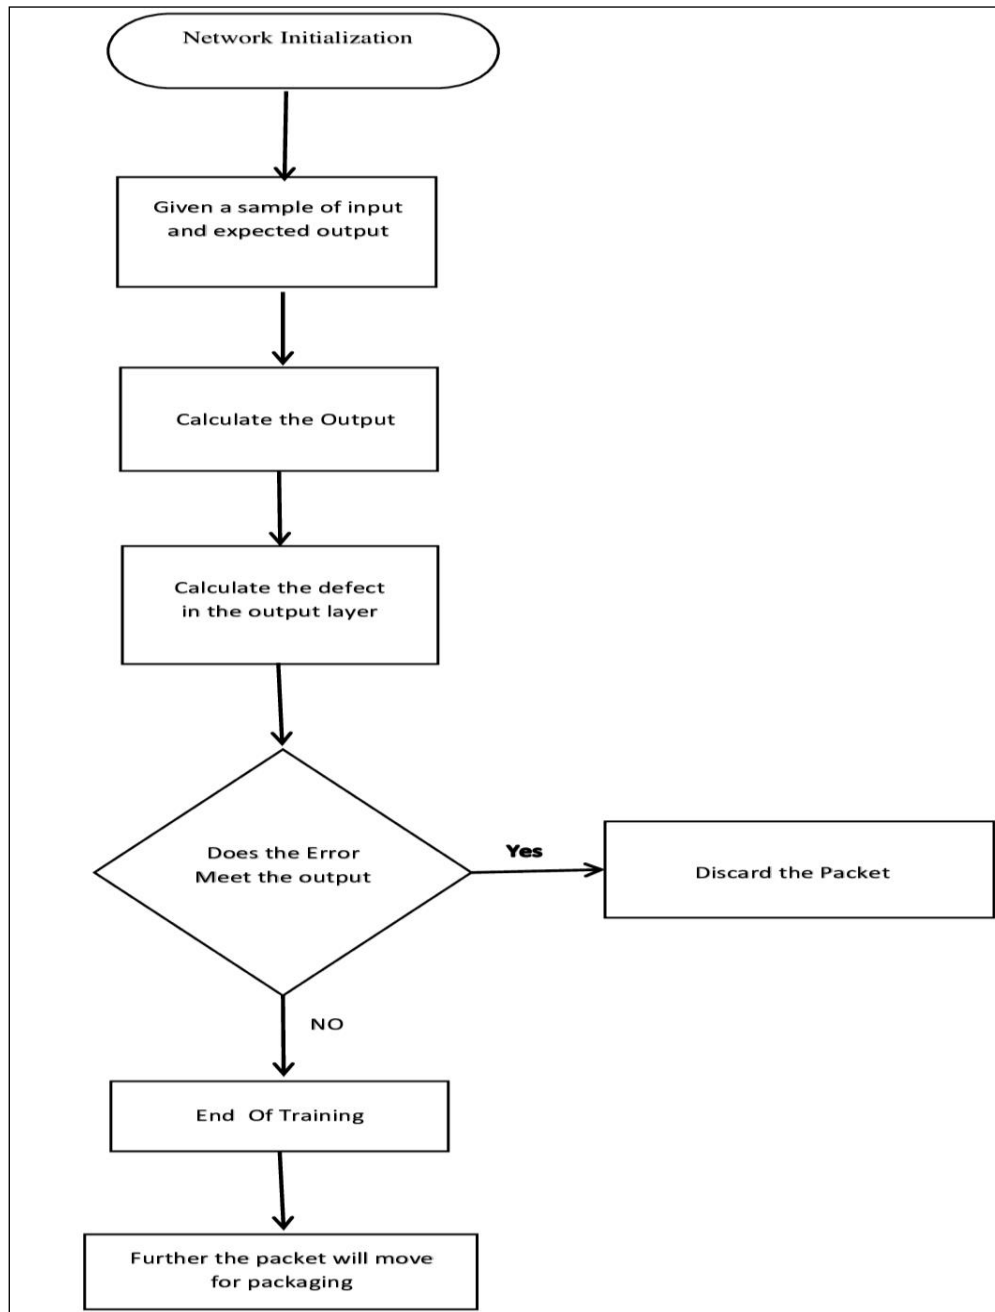 Network Initialization
Given a sample of input
and expected output
Calculate the Output
Calculate the defect
in the output layer
Does the Error
Meet the output
Yes
Discard the Packet
NO
End Of Training
Further the packet will move
for packaging